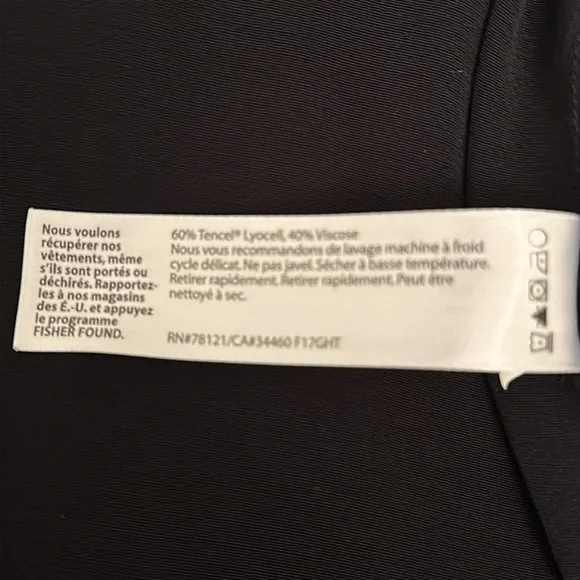 Nous voulons
récupérer nos
vêtements, même
s'ils sont portés ou
déchirés. Rapportez-
les à nos magasins
des É.-U. et appuyez
le programme
FISHER FOUND.
60% Tencel® Lyocell, 40% Viscose
Nous vous recommandons de lavage machine à froid
cycle délicat. Ne pas javel. Sécher à basse température.
Retirer rapidement. Retirer rapidement. Peut être
nettoyé à sec.
RN#78121/CA#34460 F17GHT